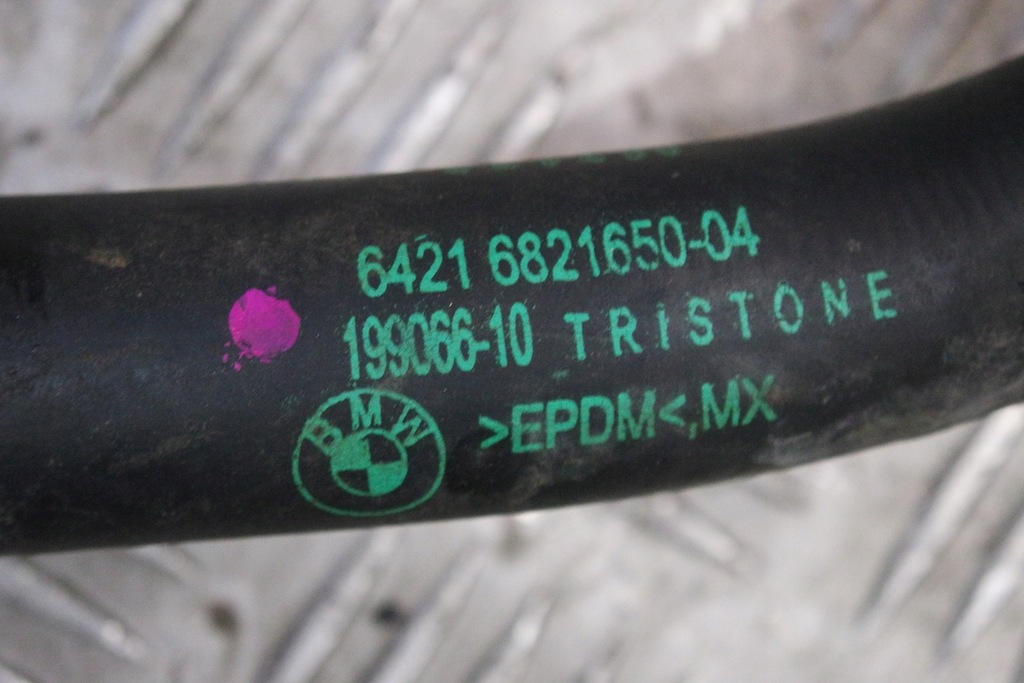 6421 6821650-04
199066-10 TRISTONE
BMW
>EPDM<,MX